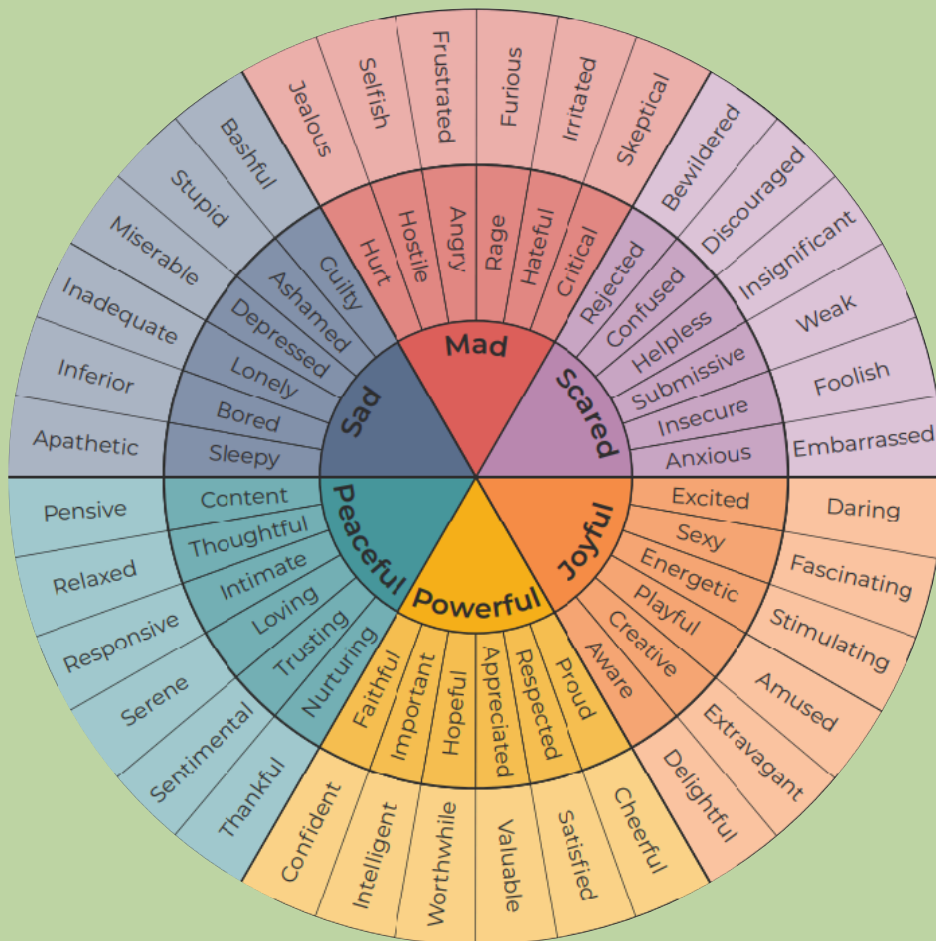 Mad
Hurt
Hostile
Angry
Rage
Hateful
Critical
Jealous
Selfish
Frustrated
Furious
Irritated
Skeptical
Scared
Rejected
Confused
Helpless
Submissive
Insecure
Anxious
Bewildered
Discouraged
Insignificant
Weak
Foolish
Embarrassed
Joyful
Excited
Sexy
Energetic
Playful
Creative
Aware
Daring
Fascinating
Stimulating
Amused
Extravagant
Delightful
Powerful
Proud
Respected
Appreciated
Hopeful
Important
Faithful
Cheerful
Satisfied
Valuable
Worthwhile
Intelligent
Confident
Peaceful
Nurturing
Trusting
Loving
Intimate
Thoughtful
Content
Thankful
Sentimental
Serene
Responsive
Relaxed
Pensive
Sad
Sleepy
Bored
Lonely
Depressed
Ashamed
Guilty
Apathetic
Inferior
Inadequate
Miserable
Stupid
Bashful